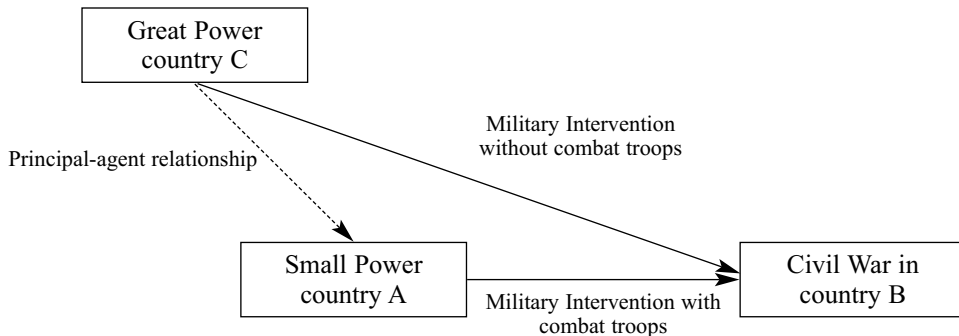 Great Power
country C
Military Intervention
without combat troops
Principal-agent relationship
Small Power
country A
Military Intervention with
combat troops
Civil War in
country B